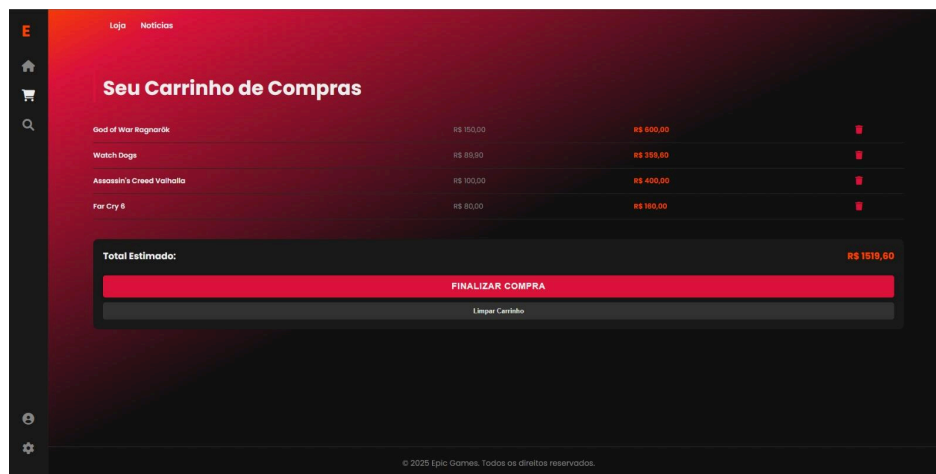 E
Loja Notícias
Seu Carrinho de Compras
God of War Ragnarök R$ 150,00 R$ 600,00
Watch Dogs R$ 89,90 R$ 359,60
Assassin's Creed Valhalla R$ 100,00 R$ 400,00
Far Cry 6 R$ 80,00 R$ 160,00
Total Estimado: R$ 1519,60
FINALIZAR COMPRA
Limpar Carrinho
© 2025 Epic Games. Todos os direitos reservados.